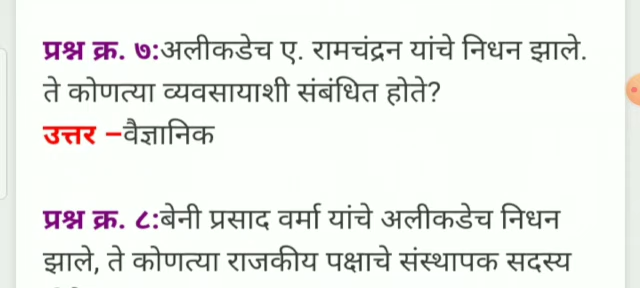 प्रश्न क्र. ७:अलीकडेच ए. रामचंद्रन यांचे निधन झाले.
ते कोणत्या व्यवसायाशी संबंधित होते?
उत्तर –वैज्ञानिक
प्रश्न क्र. ८:बेनी प्रसाद वर्मा यांचे अलीकडेच निधन
झाले, ते कोणत्या राजकीय पक्षाचे संस्थापक सदस्य